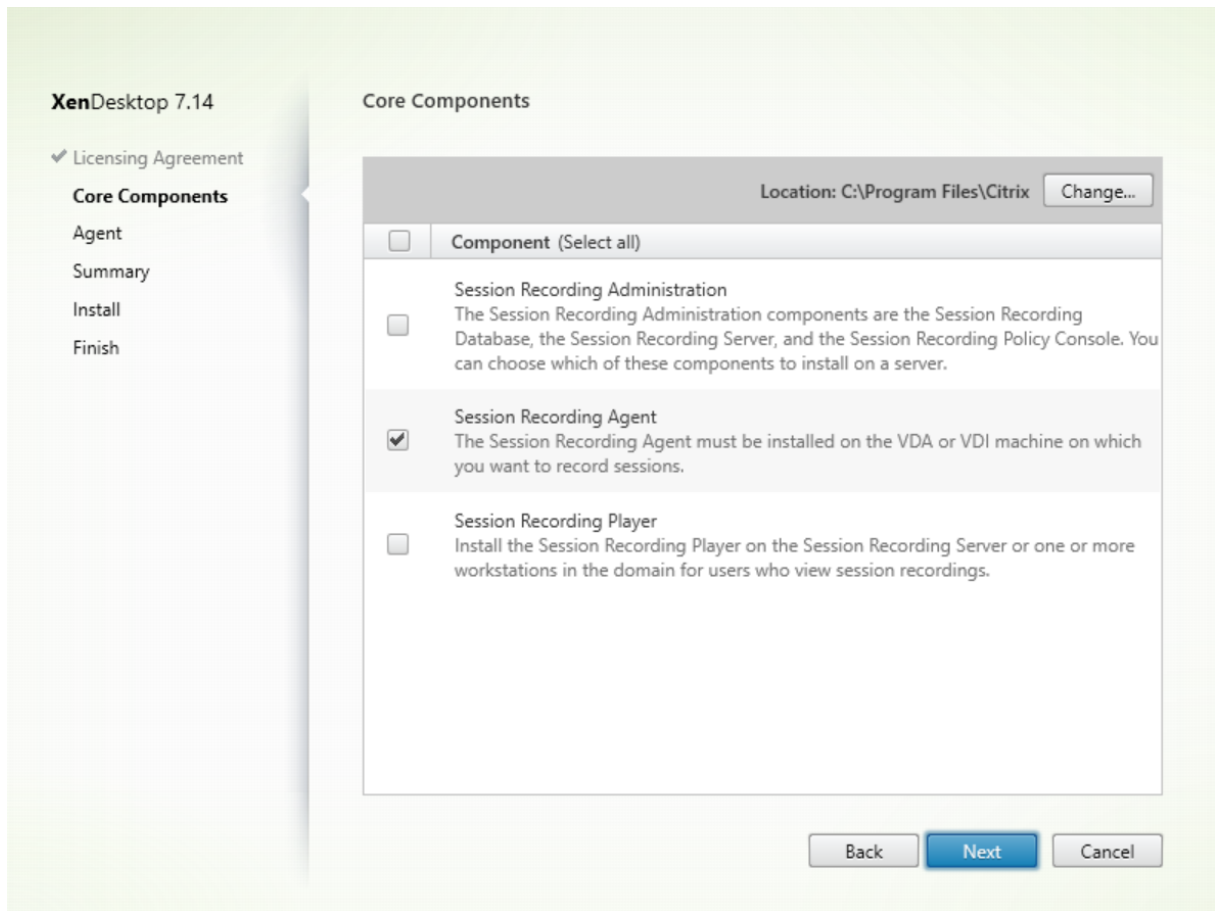 XenDesktop 7.14
Licensing Agreement
Core Components
Agent
Summary
Install
Finish
Core Components
Location: C:\Program Files\Citrix
Change...
Component (Select all)
Session Recording Administration
The Session Recording Administration components are the Session Recording
Database, the Session Recording Server, and the Session Recording Policy Console. You
can choose which of these components to install on a server.
Session Recording Agent
The Session Recording Agent must be installed on the VDA or VDI machine on which
you want to record sessions.
Session Recording Player
Install the Session Recording Player on the Session Recording Server or one or more
workstations in the domain for users who view session recordings.
Back
Next
Cancel